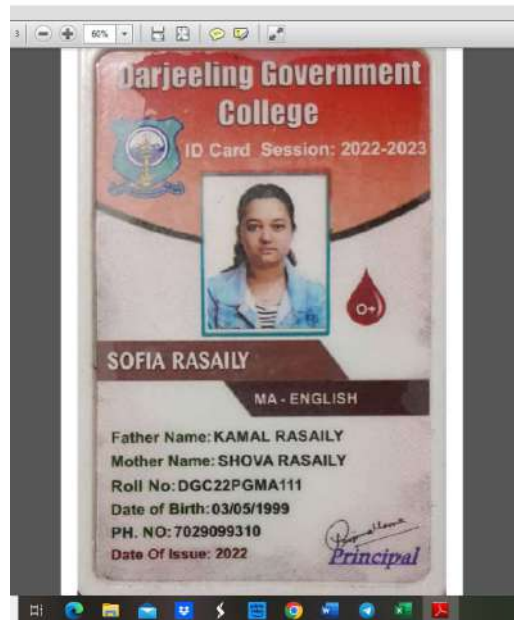 3
60%
Darjeeling Government
College
ID Card Session: 2022-2023
O+
SOFIA RASAILY
MA - ENGLISH
Father Name: KAMAL RASAILY
Mother Name: SHOVA RASAILY
Roll No: DGC22PGMA111
Date of Birth: 03/05/1999
PH. NO: 7029099310
Date Of Issue: 2022
Principal